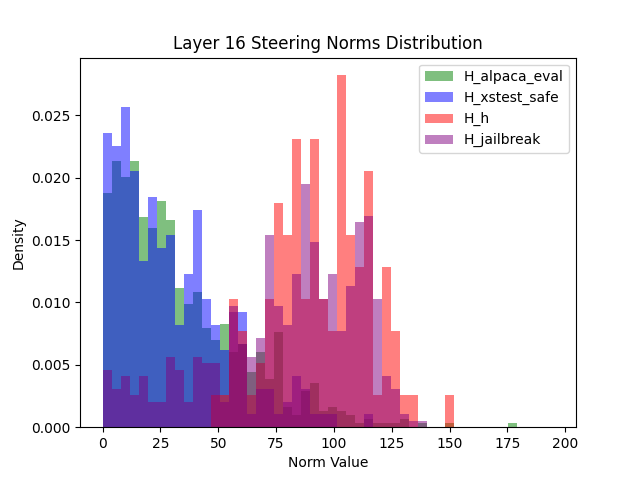 Layer 16 Steering Norms Distribution
H_alpaca_eval
H_xstest_safe
H_h
H_jailbreak
Density
0.025
0.020
0.015
0.010
0.005
0.000
0 25 50 75 100 125 150 175 200
Norm Value